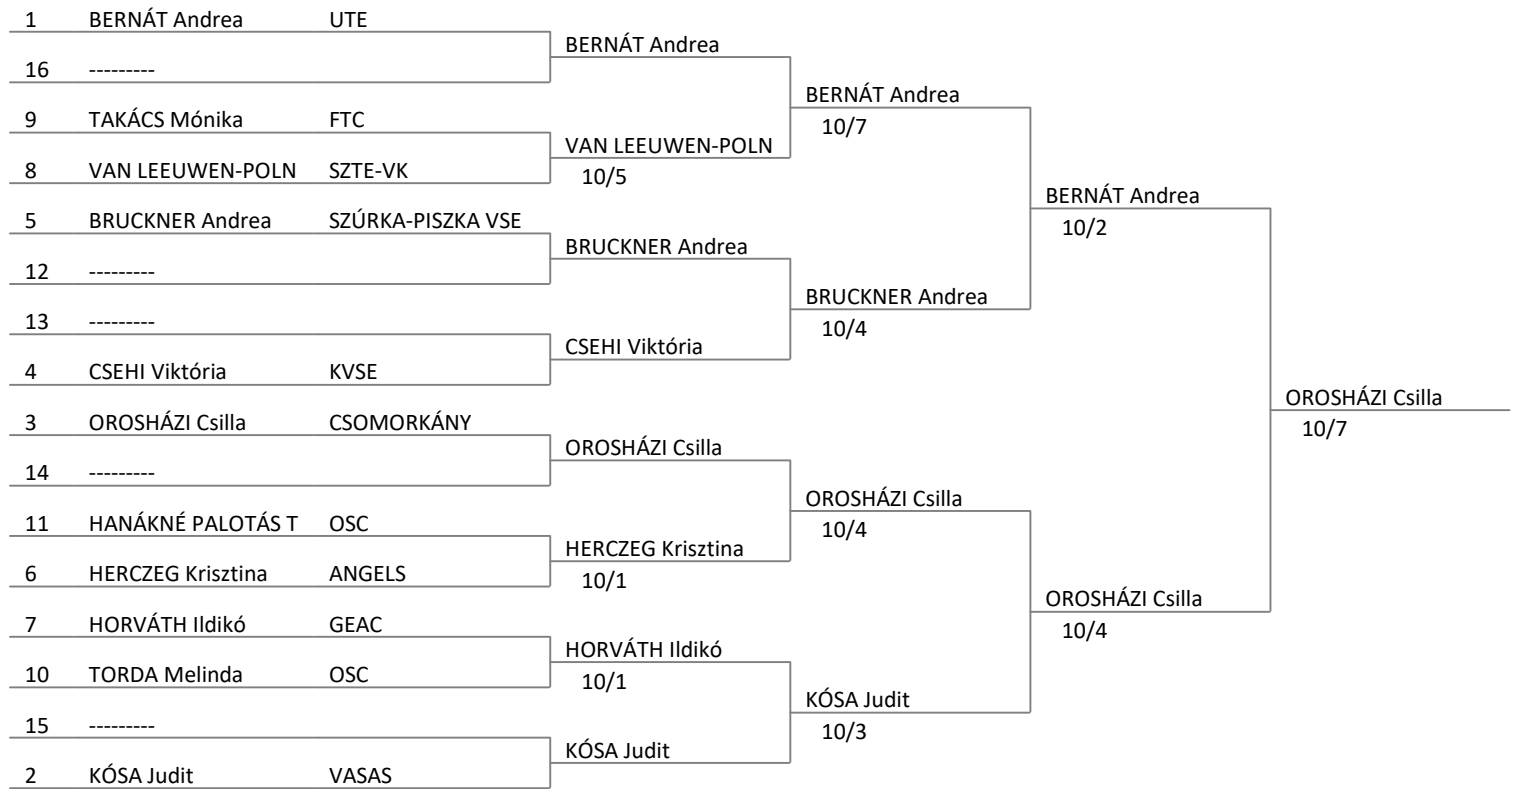 1 BERNÁT Andrea UTE
BERNÁT Andrea
16 ---------
BERNÁT Andrea
10/7
9 TAKÁCS Mónika FTC
VAN LEEUWEN-POLN
10/5
8 VAN LEEUWEN-POLN SZTE-VK
BERNÁT Andrea
10/2
5 BRUCKNER Andrea SZÚRKA-PISZKA VSE
BRUCKNER Andrea
12 ---------
BRUCKNER Andrea
10/4
13 ---------
CSEHI Viktória
4 CSEHI Viktória KVSE
OROSHÁZI Csilla
10/7
3 OROSHÁZI Csilla CSOMORKÁNY
OROSHÁZI Csilla
14 ---------
OROSHÁZI Csilla
10/4
11 HANÁKNÉ PALOTÁS T OSC
HERCZEG Krisztina
10/1
6 HERCZEG Krisztina ANGELS
OROSHÁZI Csilla
10/4
7 HORVÁTH Ildikó GEAC
HORVÁTH Ildikó
10/1
10 TORDA Melinda OSC
KÓSA Judit
10/3
15 ---------
KÓSA Judit
2 KÓSA Judit VASAS